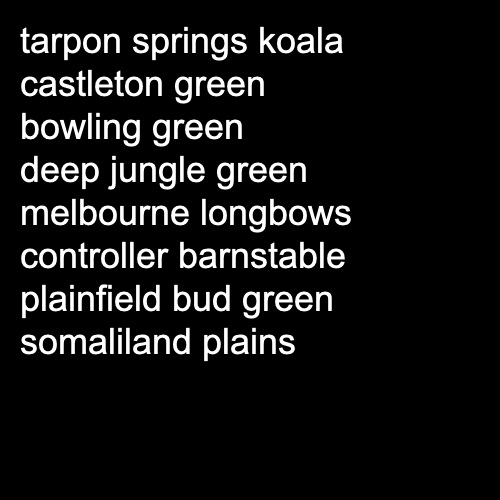 tarpon springs koala
castleton green
bowling green
deep jungle green
melbourne longbows
controller barnstable
plainfield bud green
somaliland plains